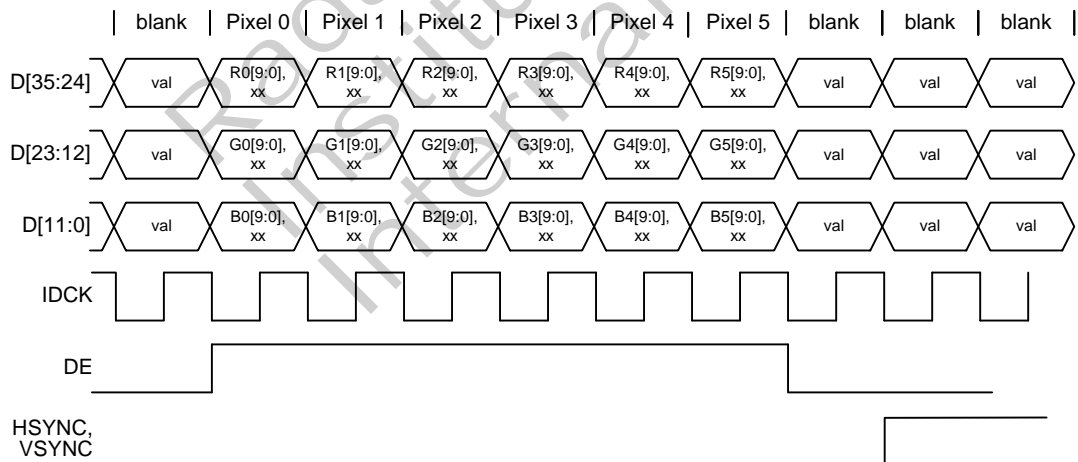 | blank | Pixel 0 | Pixel 1 | Pixel 2 | Pixel 3 | Pixel 4 | Pixel 5 | blank | blank | blank |
D[35:24] val R0[9:0], R1[9:0], R2[9:0], R3[9:0], R4[9:0], R5[9:0], val val val
xx xx xx xx xx xx
D[23:12] val G0[9:0], G1[9:0], G2[9:0], G3[9:0], G4[9:0], G5[9:0], val val val
xx xx xx xx xx xx
D[11:0] val B0[9:0], B1[9:0], B2[9:0], B3[9:0], B4[9:0], B5[9:0], val val val
xx xx xx xx xx xx
IDCK
DE
HSYNC,
VSYNC